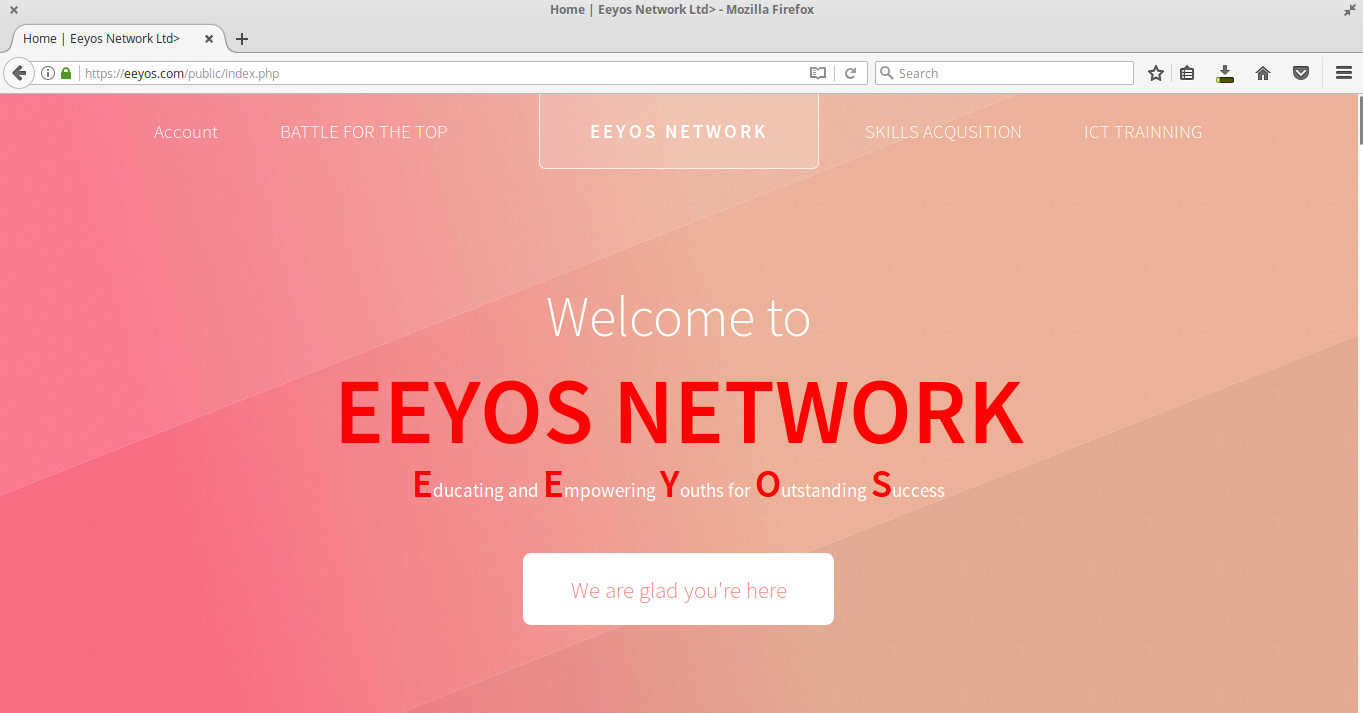 Home | Eeyos Network Ltd> - Mozilla Firefox
Home | Eeyos Network Ltd>
https://eeyos.com/public/index.php
Search
Account BATTLE FOR THE TOP EEYOS NETWORK SKILLS ACQUSITION ICT TRAINNING
Welcome to
EEYOS NETWORK
Educating and Empowering Youths for Outstanding Success
We are glad you're here